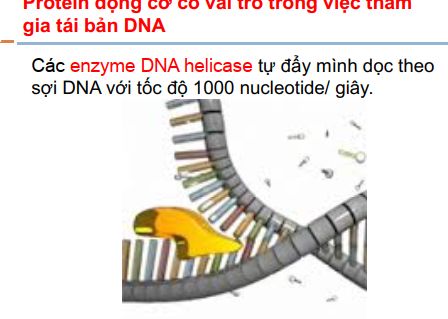 Protein động cơ có vai trò trong việc tham
gia tái bản DNA
Các enzyme DNA helicase tự đẩy mình dọc theo
sợi DNA với tốc độ 1000 nucleotide/ giây.